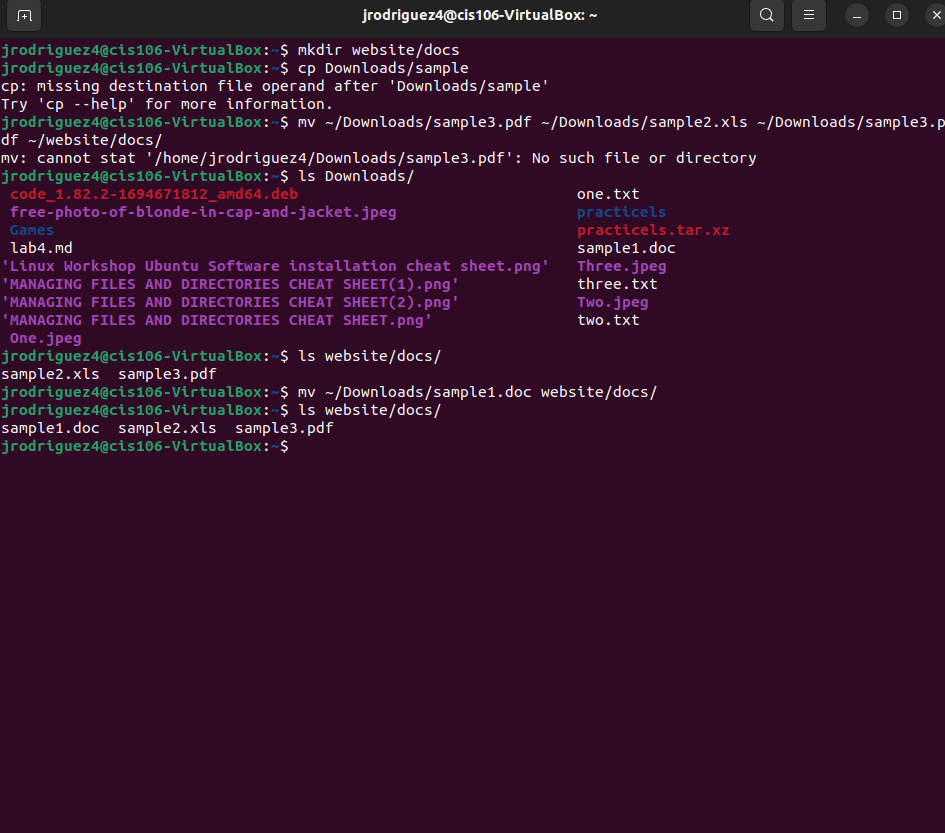 jrodriguez4@cis106-VirtualBox: ~
jrodriguez4@cis106-VirtualBox:~$ mkdir website/docs
jrodriguez4@cis106-VirtualBox:~$ cp Downloads/sample
cp: missing destination file operand after 'Downloads/sample'
Try 'cp --help' for more information.
jrodriguez4@cis106-VirtualBox:~$ mv ~/Downloads/sample3.pdf ~/Downloads/sample2.xls ~/Downloads/sample3.p
df ~/website/docs/
mv: cannot stat '/home/jrodriguez4/Downloads/sample3.pdf': No such file or directory
jrodriguez4@cis106-VirtualBox:~$ ls Downloads/
code_1.82.2-1694671812_amd64.deb one.txt
free-photo-of-blonde-in-cap-and-jacket.jpeg practicels
Games practicels.tar.xz
lab4.md sample1.doc
'Linux Workshop Ubuntu Software installation cheat sheet.png' Three.jpeg
'MANAGING FILES AND DIRECTORIES CHEAT SHEET(1).png' three.txt
'MANAGING FILES AND DIRECTORIES CHEAT SHEET(2).png' Two.jpeg
'MANAGING FILES AND DIRECTORIES CHEAT SHEET.png' two.txt
One.jpeg
jrodriguez4@cis106-VirtualBox:~$ ls website/docs/
sample2.xls sample3.pdf
jrodriguez4@cis106-VirtualBox:~$ mv ~/Downloads/sample1.doc website/docs/
jrodriguez4@cis106-VirtualBox:~$ ls website/docs/
sample1.doc sample2.xls sample3.pdf
jrodriguez4@cis106-VirtualBox:~$